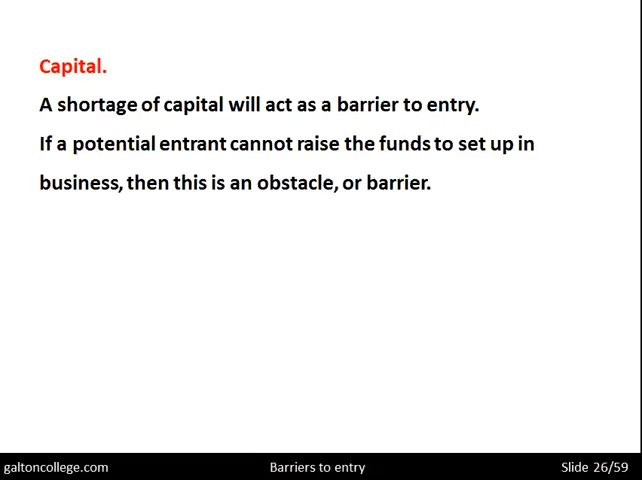 Capital.
A shortage of capital will act as a barrier to entry.
If a potential entrant cannot raise the funds to set up in
business, then this is an obstacle, or barrier.
galtoncollege.com
Barriers to entry
Slide 26/59